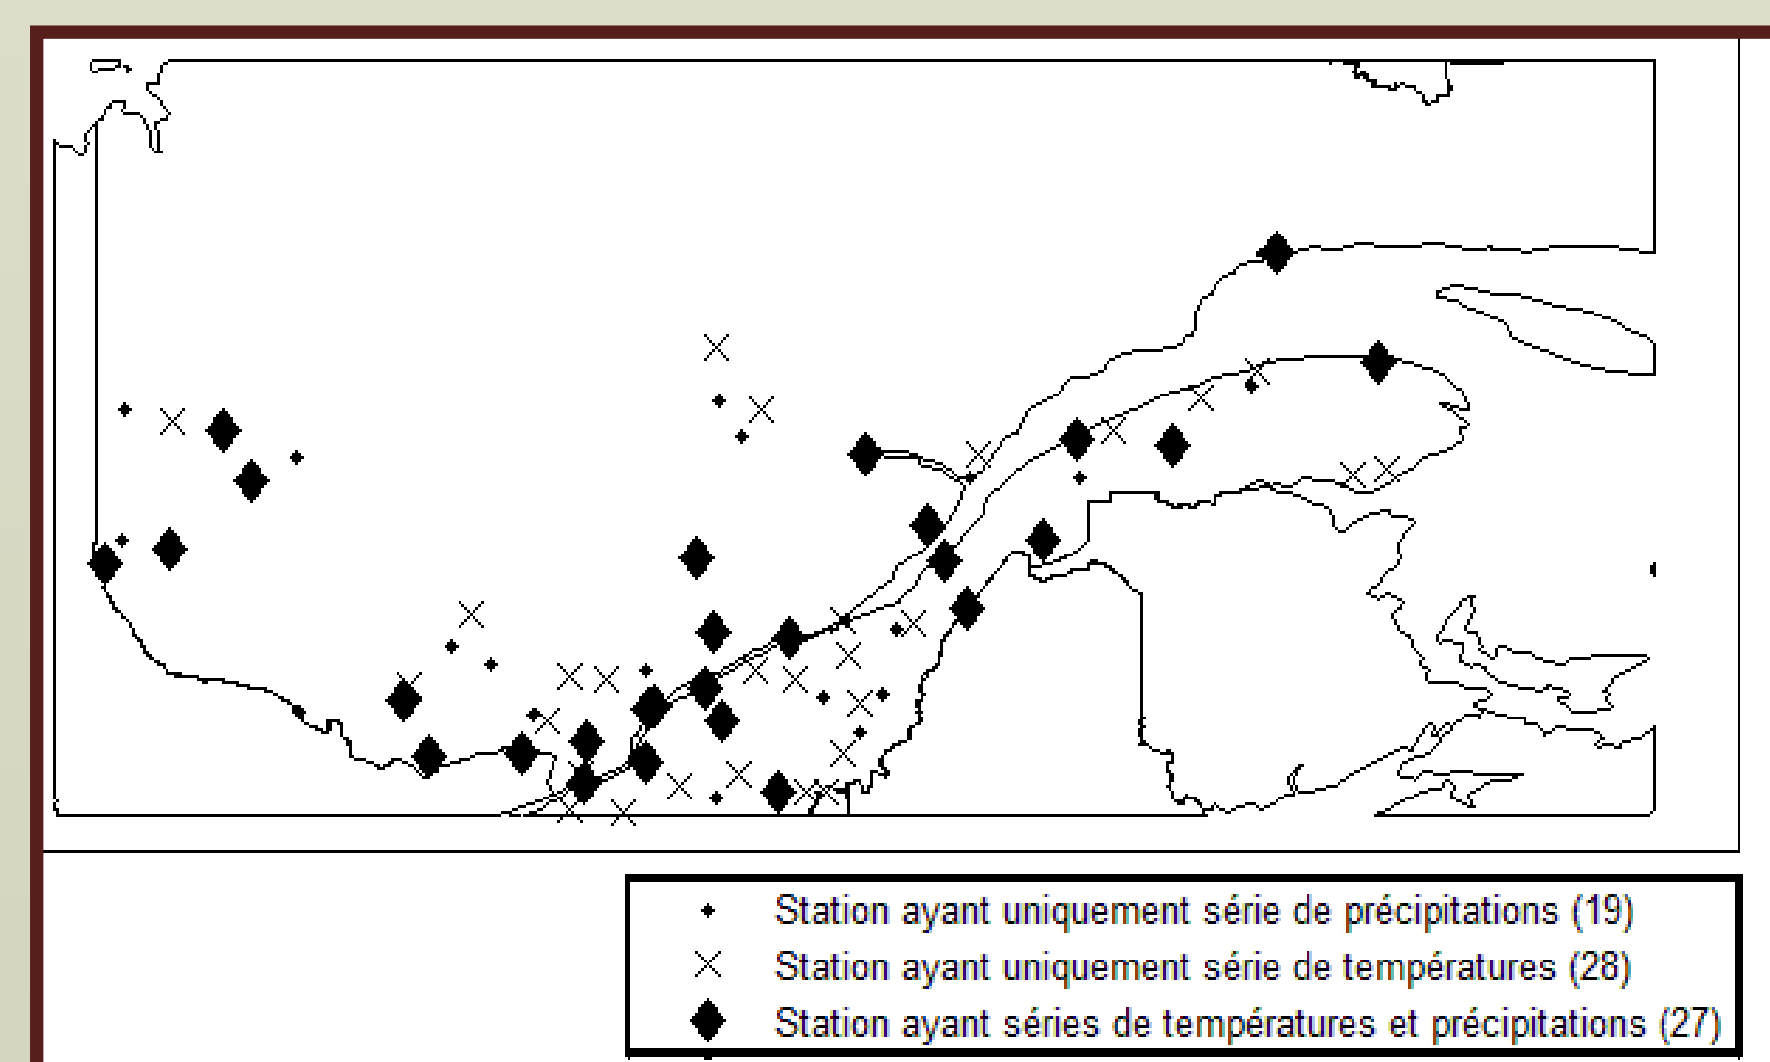 Station ayant uniquement série de précipitations (19)
Station ayant uniquement série de températures (28)
Station ayant séries de températures et précipitations (27)